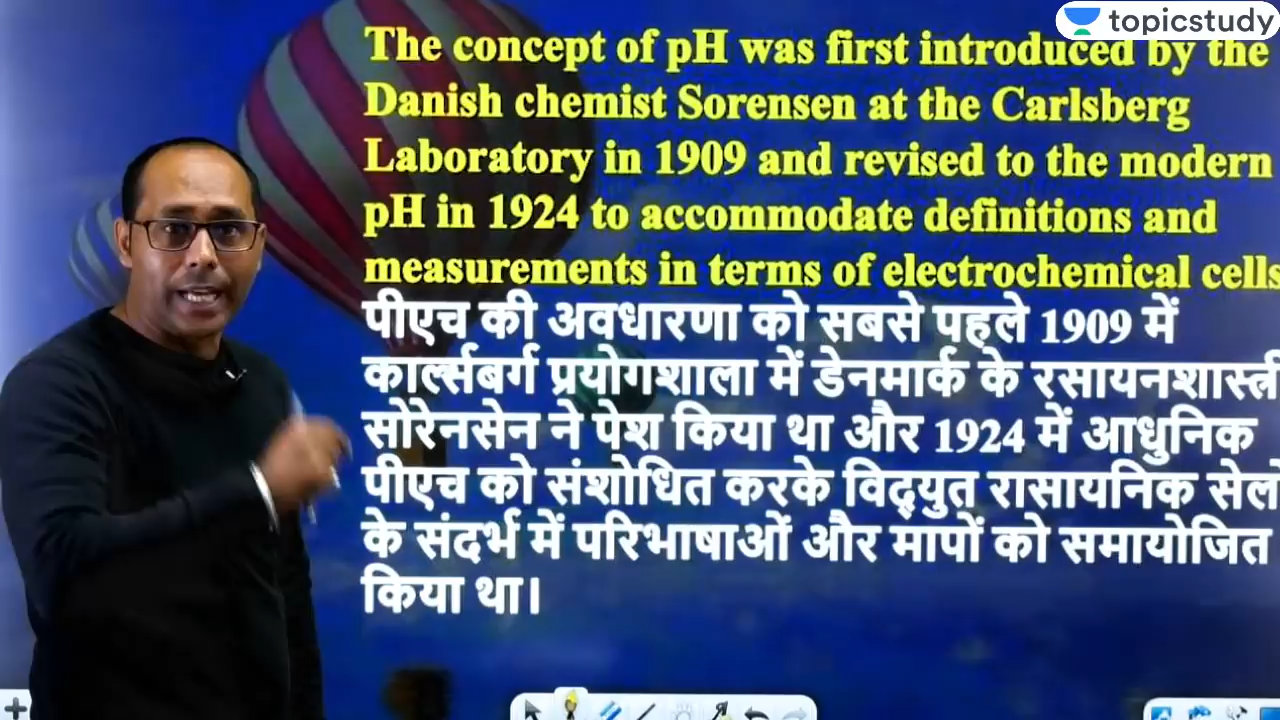 topicstudy
The concept of pH was first introduced by the
Danish chemist Sorensen at the Carlsberg
Laboratory in 1909 and revised to the modern
pH in 1924 to accommodate definitions and
measurements in terms of electrochemical cells
पीएच की अवधारणा को सबसे पहले 1909 में
कार्ल्सबर्ग प्रयोगशाला में डेनमार्क के रसायनशास्त्री
सोरेनसेन ने पेश किया था और 1924 में आधुनिक
पीएच को संशोधित करके विद्युत रासायनिक सेलों
के संदर्भ में परिभाषाओं और मापों को समायोजित
किया था।